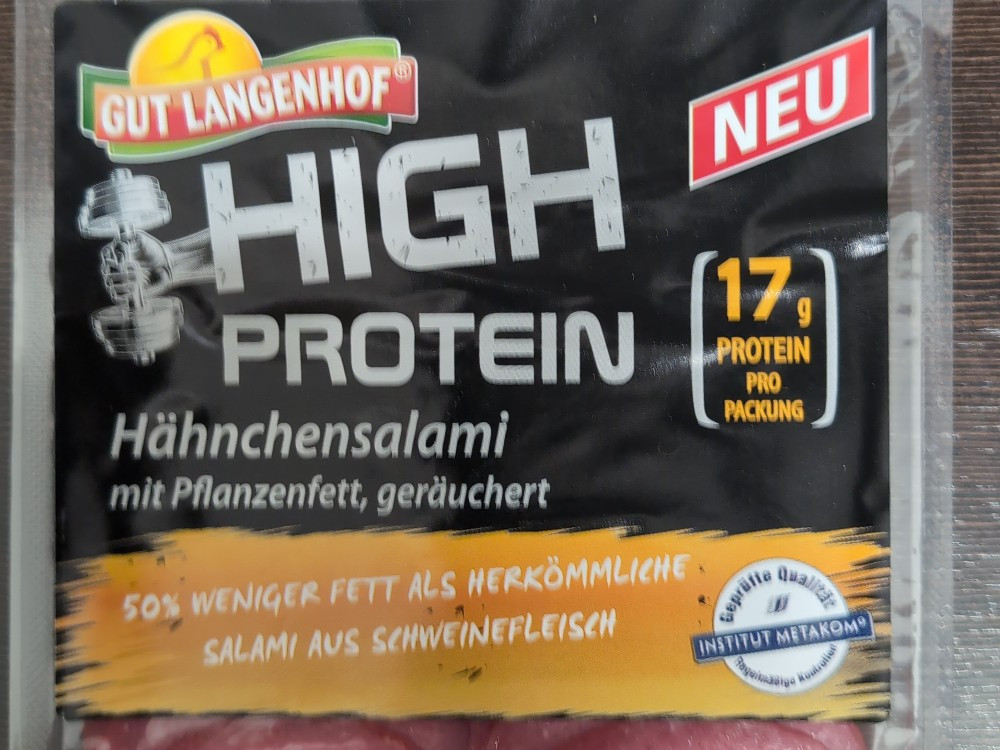 GUT LANGENHOF®
NEU
HIGH
PROTEIN
17 g
PROTEIN
PRO
PACKUNG
Hähnchensalami
mit Pflanzenfett, geräuchert
50% WENIGER FETT ALS HERKÖMMLICHE
SALAMI AUS SCHWEINEFLEISCH
Geprüfte Qualität
INSTITUT METAKOM®
Regelmäßige Kontrollen